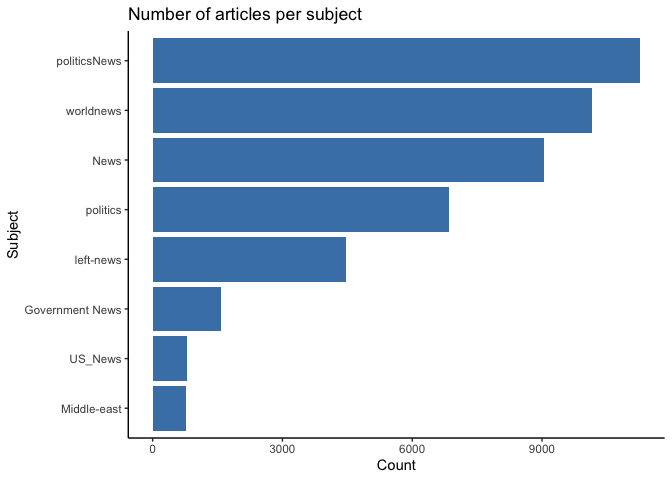 Number of articles per subject
politicsNews
worldnews
News
politics
left-news
Government News
US_News
Middle-east
Subject
0 3000 6000 9000
Count